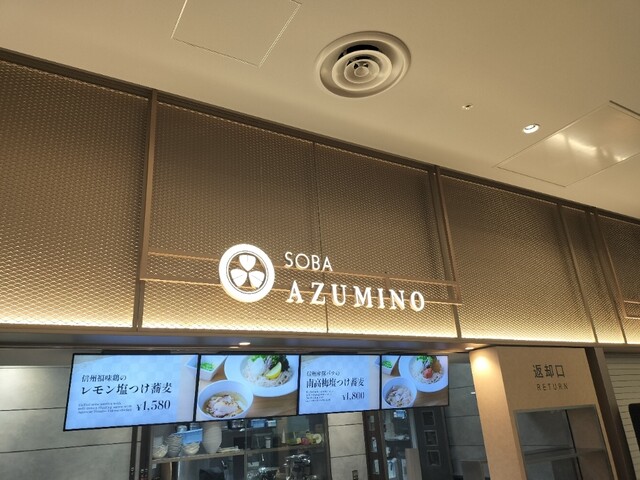 SOBA
AZUMINO
信州福味鶏の
レモン塩つけ蕎麦
¥1,580
南高梅塩つけ蕎麦
¥1,800
返却口
RETURN